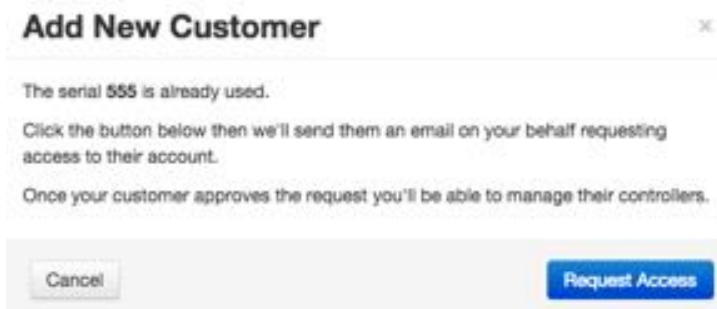 Add New Customer
×
The serial 555 is already used.
Click the button below then we'll send them an email on your behalf requesting
access to their account.
Once your customer approves the request you'll be able to manage their controllers.
Cancel
Request Access